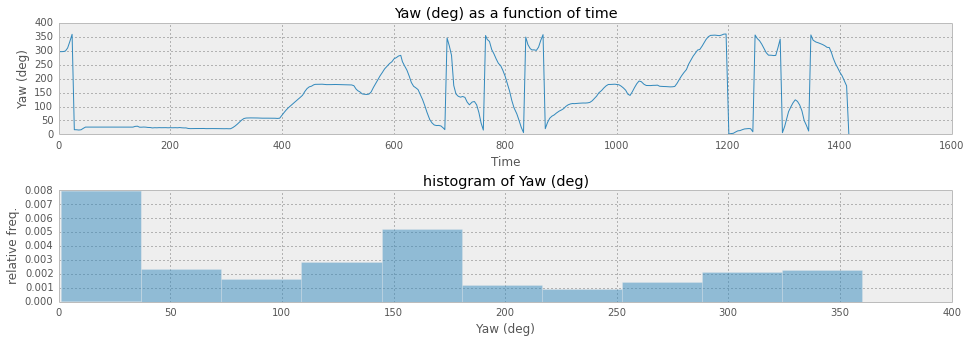 Yaw (deg) as a function of time
400
350
300
250
200
150
100
50
0
Yaw (deg)
0 200 400 600 800 1000 1200 1400 1600
Time
histogram of Yaw (deg)
0.008
0.007
0.006
0.005
0.004
0.003
0.002
0.001
0.000
relative freq.
0 50 100 150 200 250 300 350 400
Yaw (deg)